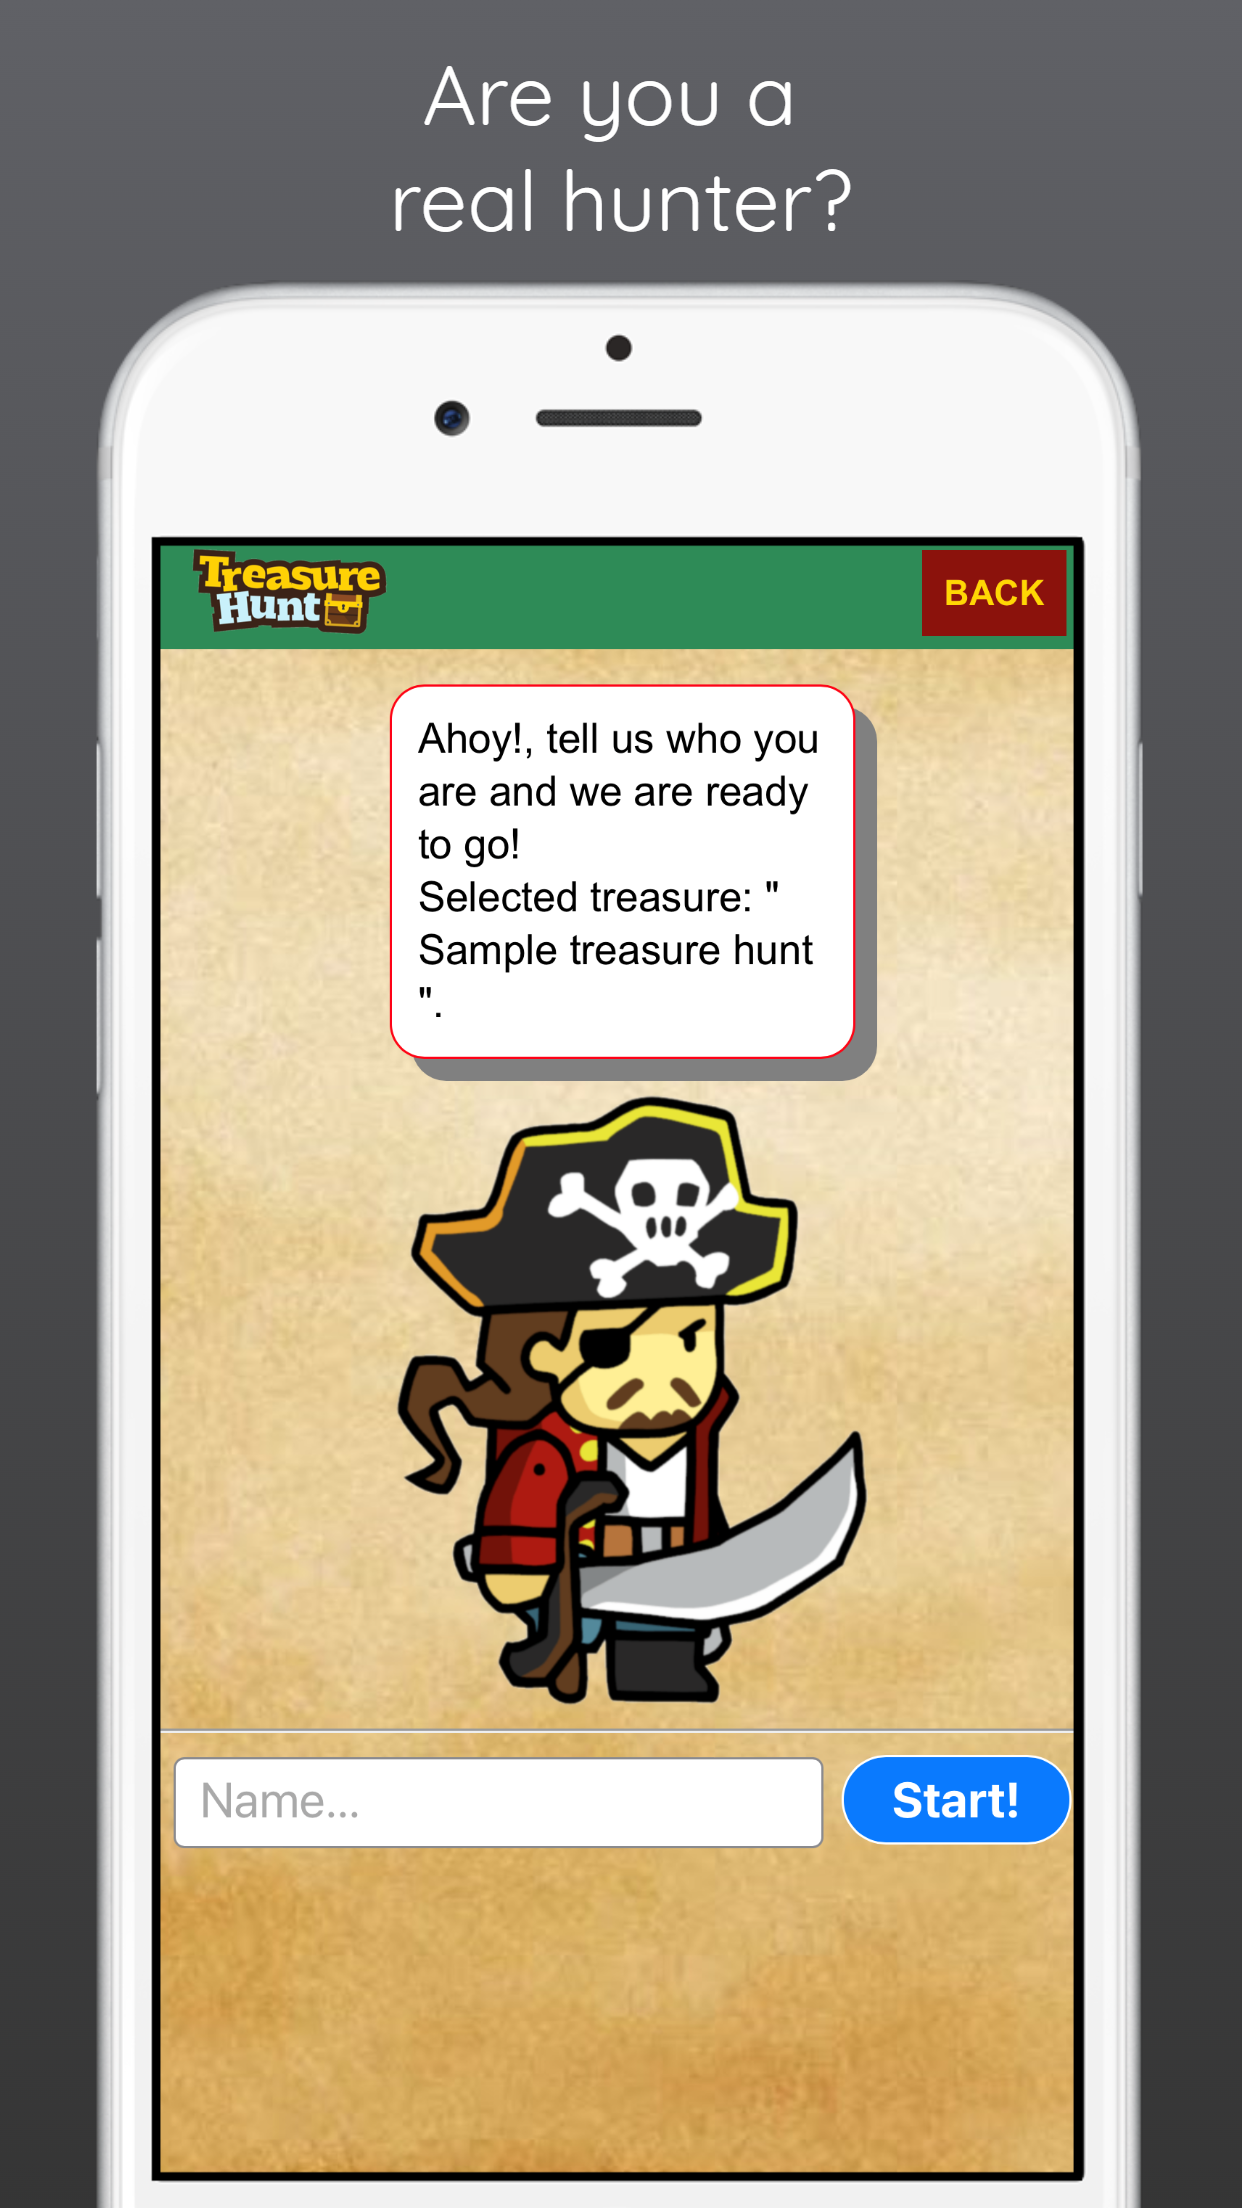 Are you a
real hunter?
Treasure
Hunt
BACK
Ahoy!, tell us who you
are and we are ready
to go!
Selected treasure: "
Sample treasure hunt
".
Name...
Start!